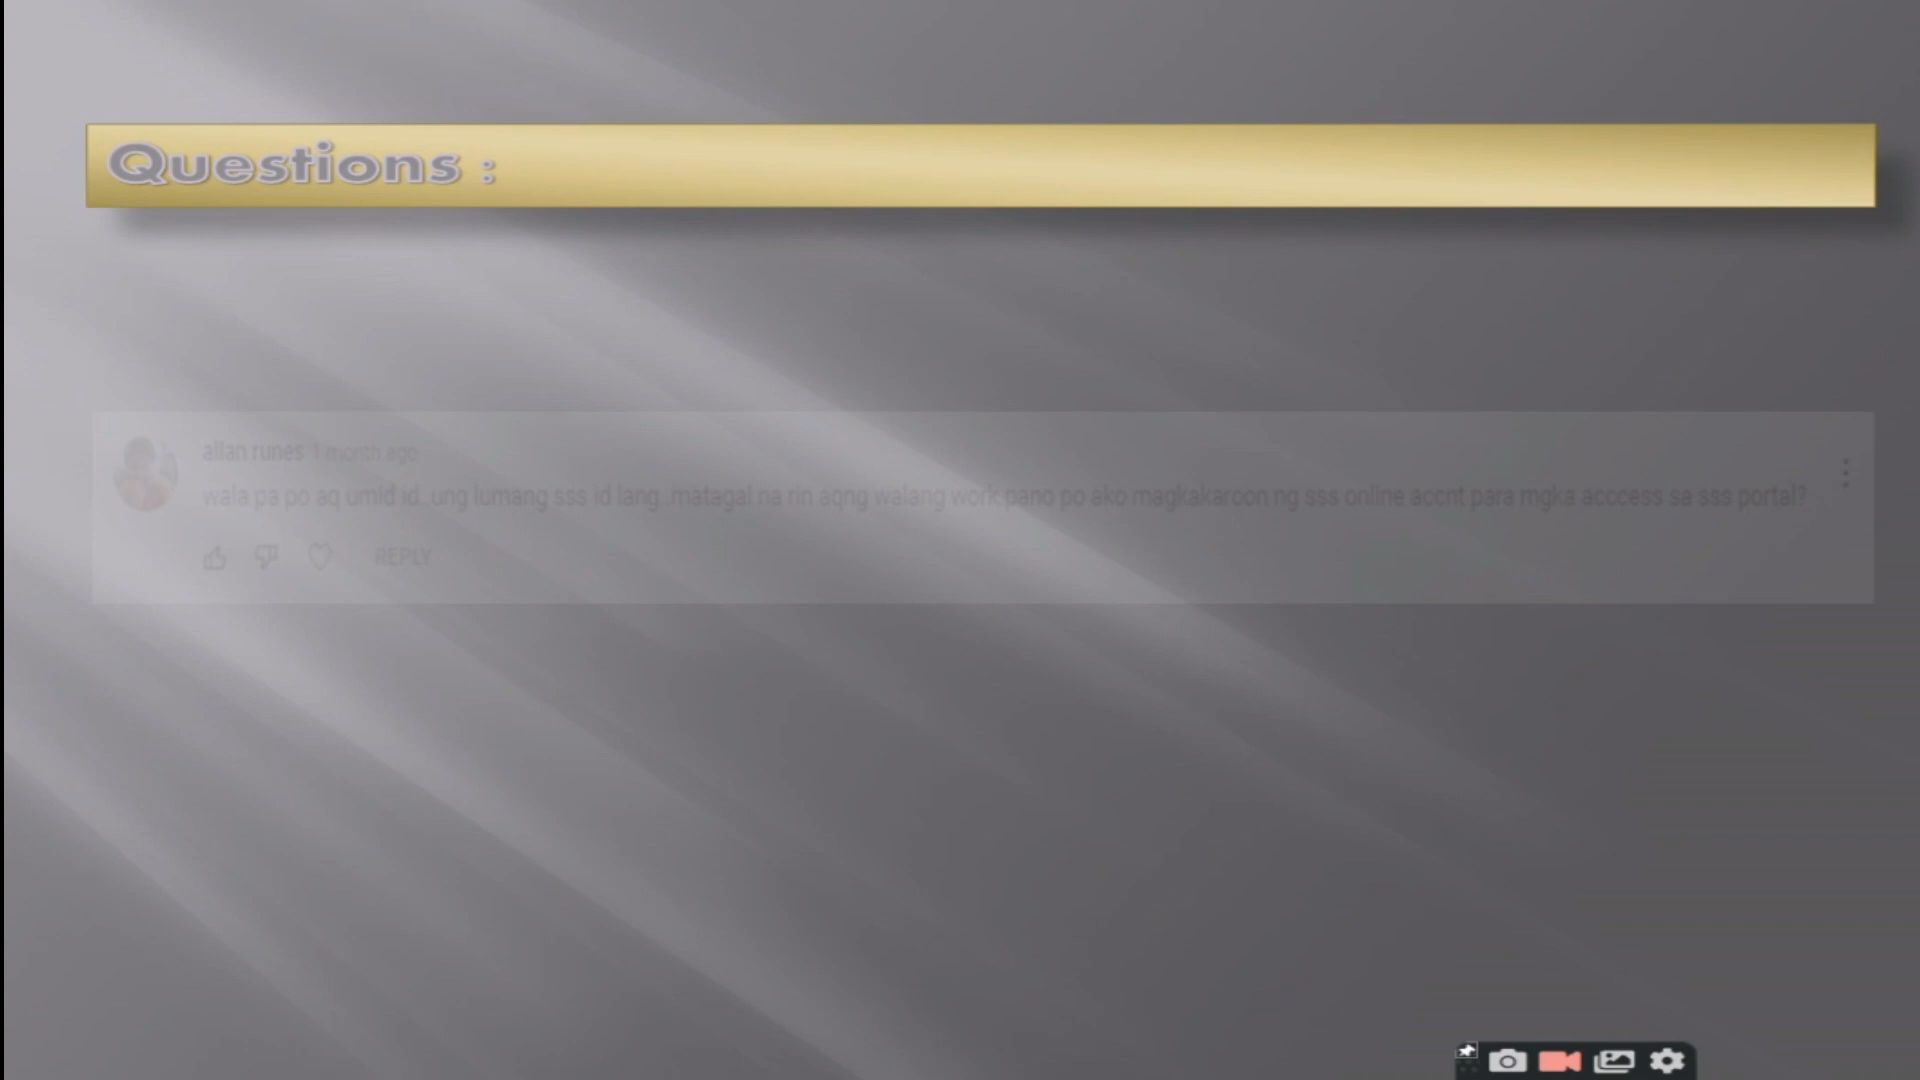 Questions :
allan runes 1 month ago
wala pa po aq umid id..ung lumang sss id lang..matagal na rin aqng walang work.pano po ako magkakaroon ng sss online accnt para mgka acccess sa sss portal?
REPLY